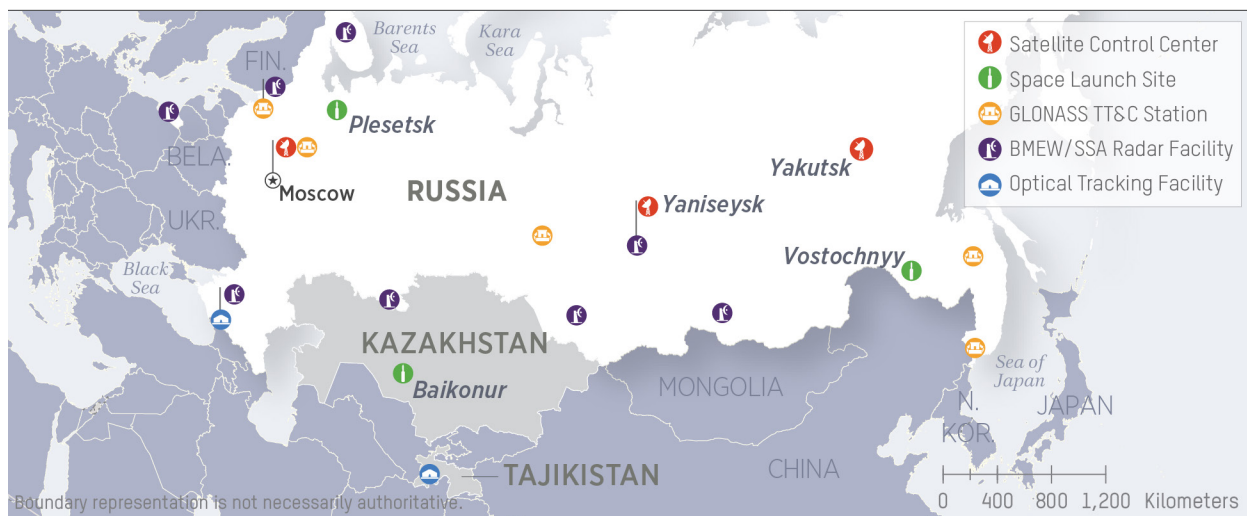 Barents
Sea
Kara
Sea
FIN.
Plesetsk
BELA.
Moscow
RUSSIA
UKR.
Yakutsk
Yaniseysk
Vostochnyy
Black
Sea
KAZAKHSTAN
Baikonur
MONGOLIA
Sea of
Japan
N.
KOR.
JAPAN
CHINA
TAJIKISTAN
Satellite Control Center
Space Launch Site
GLONASS TT&C Station
BMEW/SSA Radar Facility
Optical Tracking Facility
Boundary representation is not necessarily authoritative.
0 400 800 1,200 Kilometers